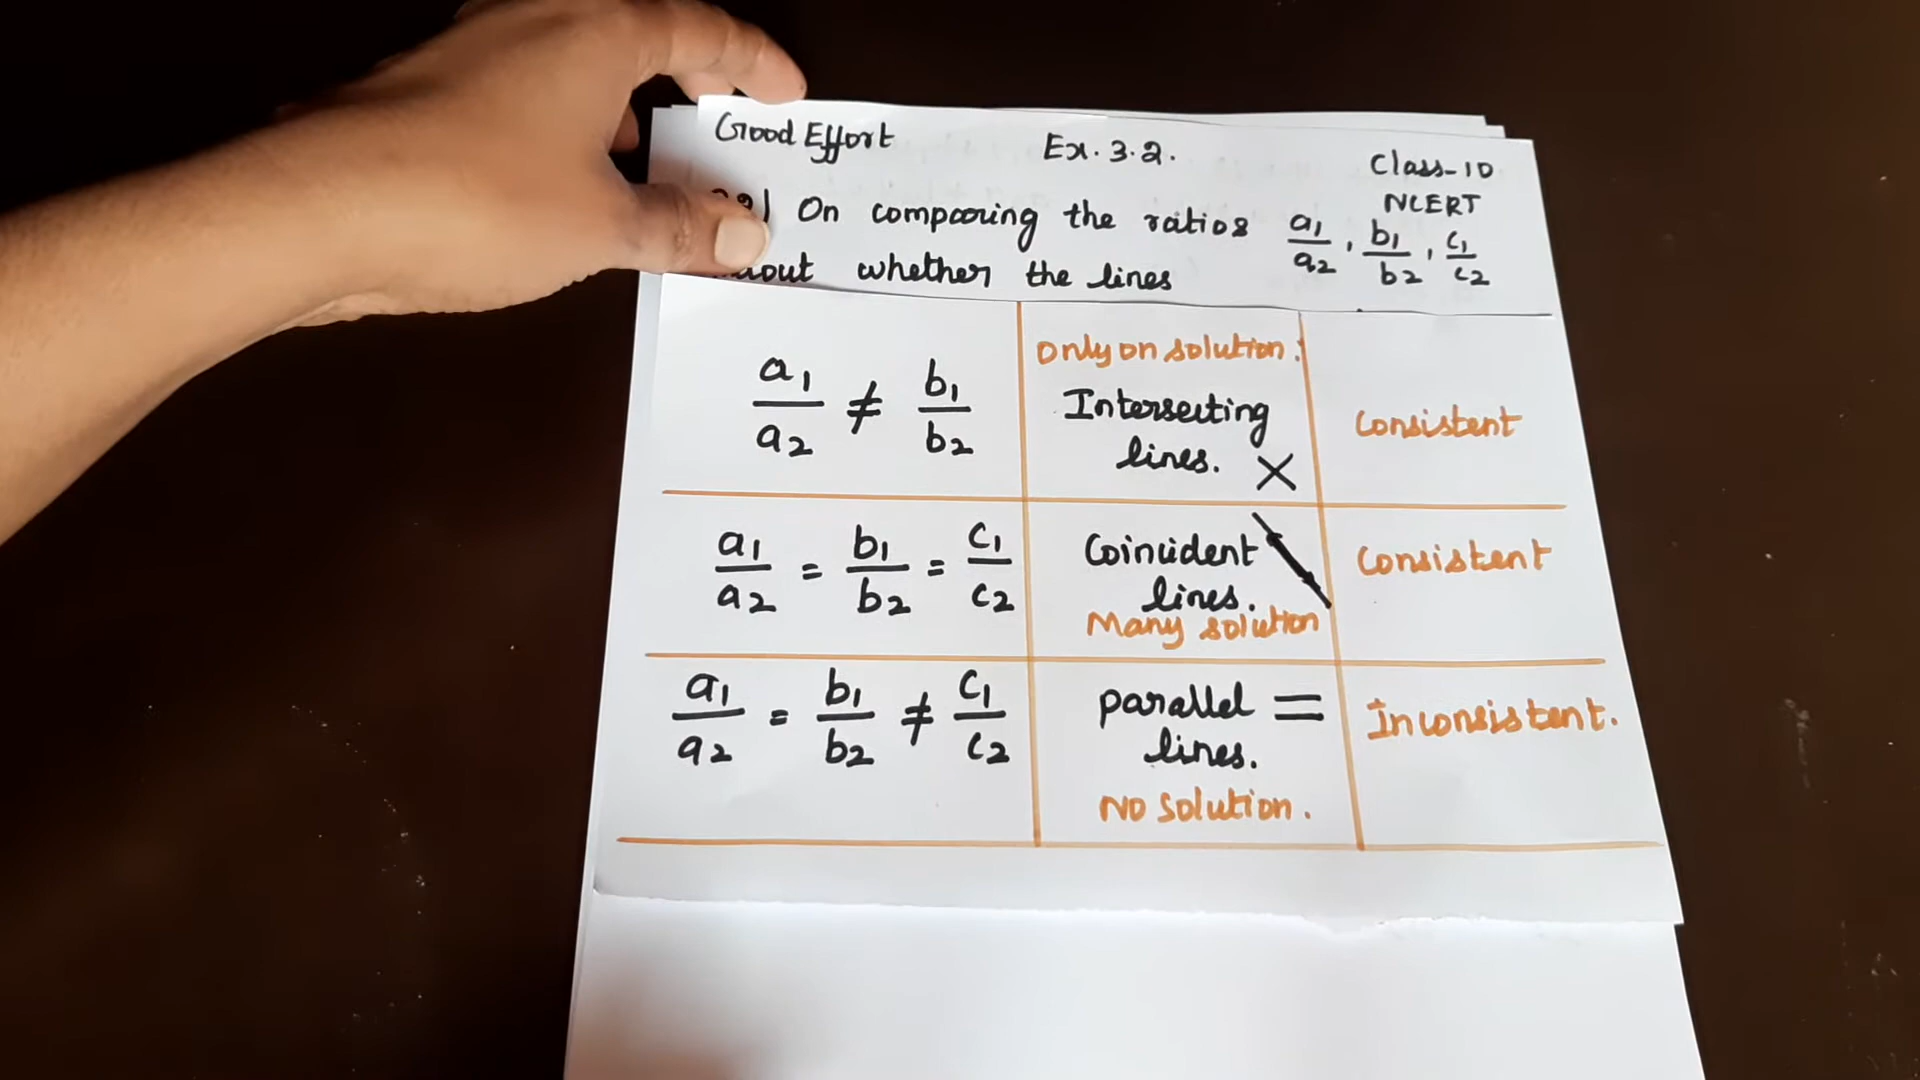 Good Effort Ex. 3.2. Class-10
NCERT
On comparing the ratios a1/a2, b1/b2, c1/c2
whether the lines
a1/a2 ≠ b1/b2
only on solution.
Intersecting
lines.
Consistent
a1/a2 = b1/b2 = c1/c2
Coincident
lines.
Many solution
Consistent
a1/a2 = b1/b2 ≠ c1/c2
parallel
lines.
No solution.
Inconsistent.